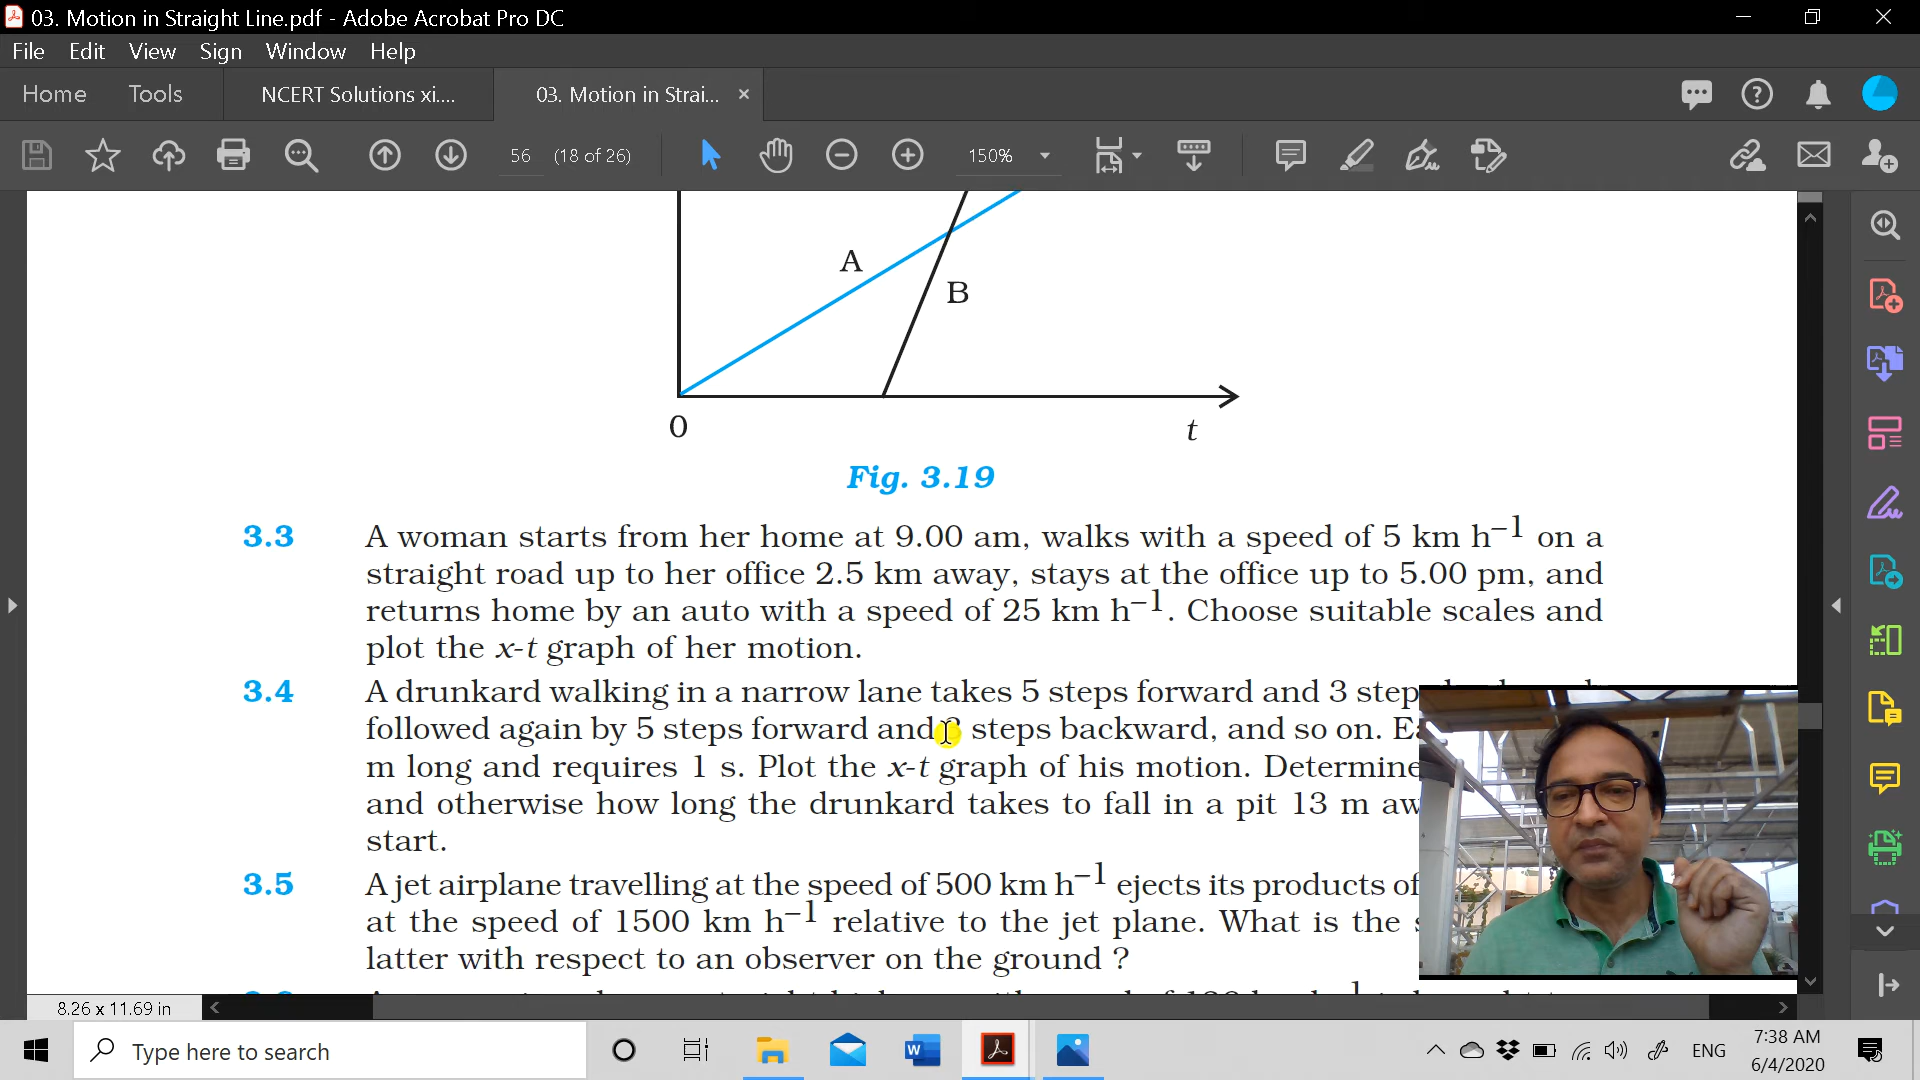 03. Motion in Straight Line.pdf - Adobe Acrobat Pro DC
File Edit View Sign Window Help
Home Tools NCERT Solutions xi.... 03. Motion in Strai... ×
56 (18 of 26) 150%
A
B
0
t
Fig. 3.19
3.3 A woman starts from her home at 9.00 am, walks with a speed of 5 km h–1 on a
straight road up to her office 2.5 km away, stays at the office up to 5.00 pm, and
returns home by an auto with a speed of 25 km h–1. Choose suitable scales and
plot the x-t graph of her motion.
3.4 A drunkard walking in a narrow lane takes 5 steps forward and 3
followed again by 5 steps forward and steps backward, and so on.
m long and requires 1 s. Plot the x-t graph of his motion. Determine
and otherwise how long the drunkard takes to fall in a pit 13 m
start.
3.5 A jet airplane travelling at the speed of 500 km h–1 ejects its products of
at the speed of 1500 km h–1 relative to the jet plane. What is the
latter with respect to an observer on the ground ?
8.26 x 11.69 in
Type here to search
ENG
7:38 AM
6/4/2020